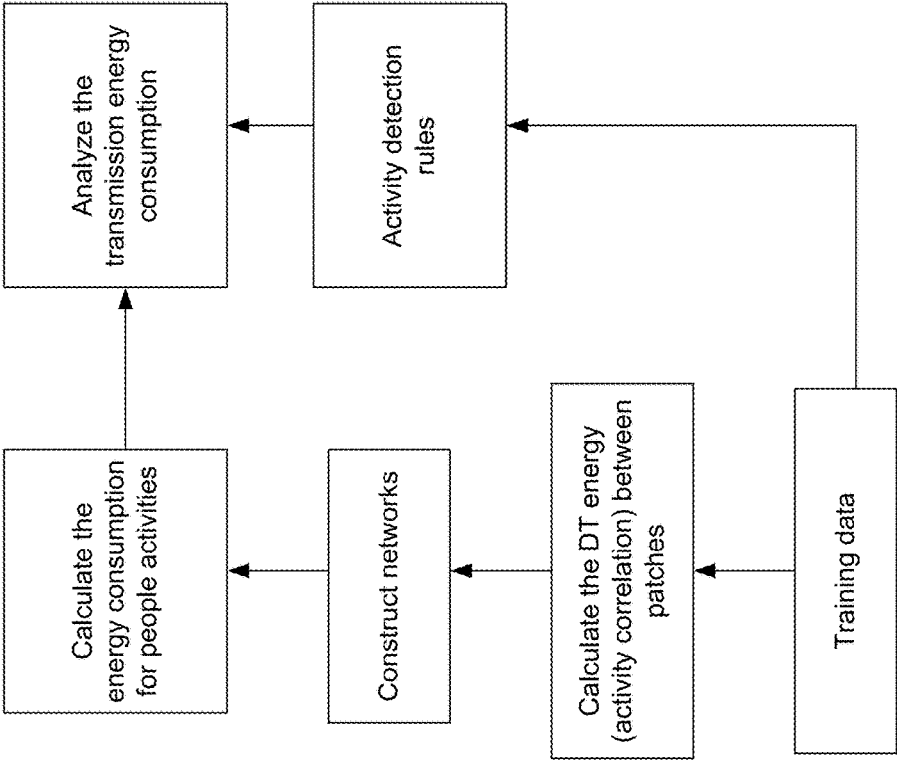 Training data
Calculate the DT energy
(activity correlation) between
patches
Construct networks
Calculate the
energy consumption
for people activities
Activity detection
rules
Analyze the
transmission energy
consumption